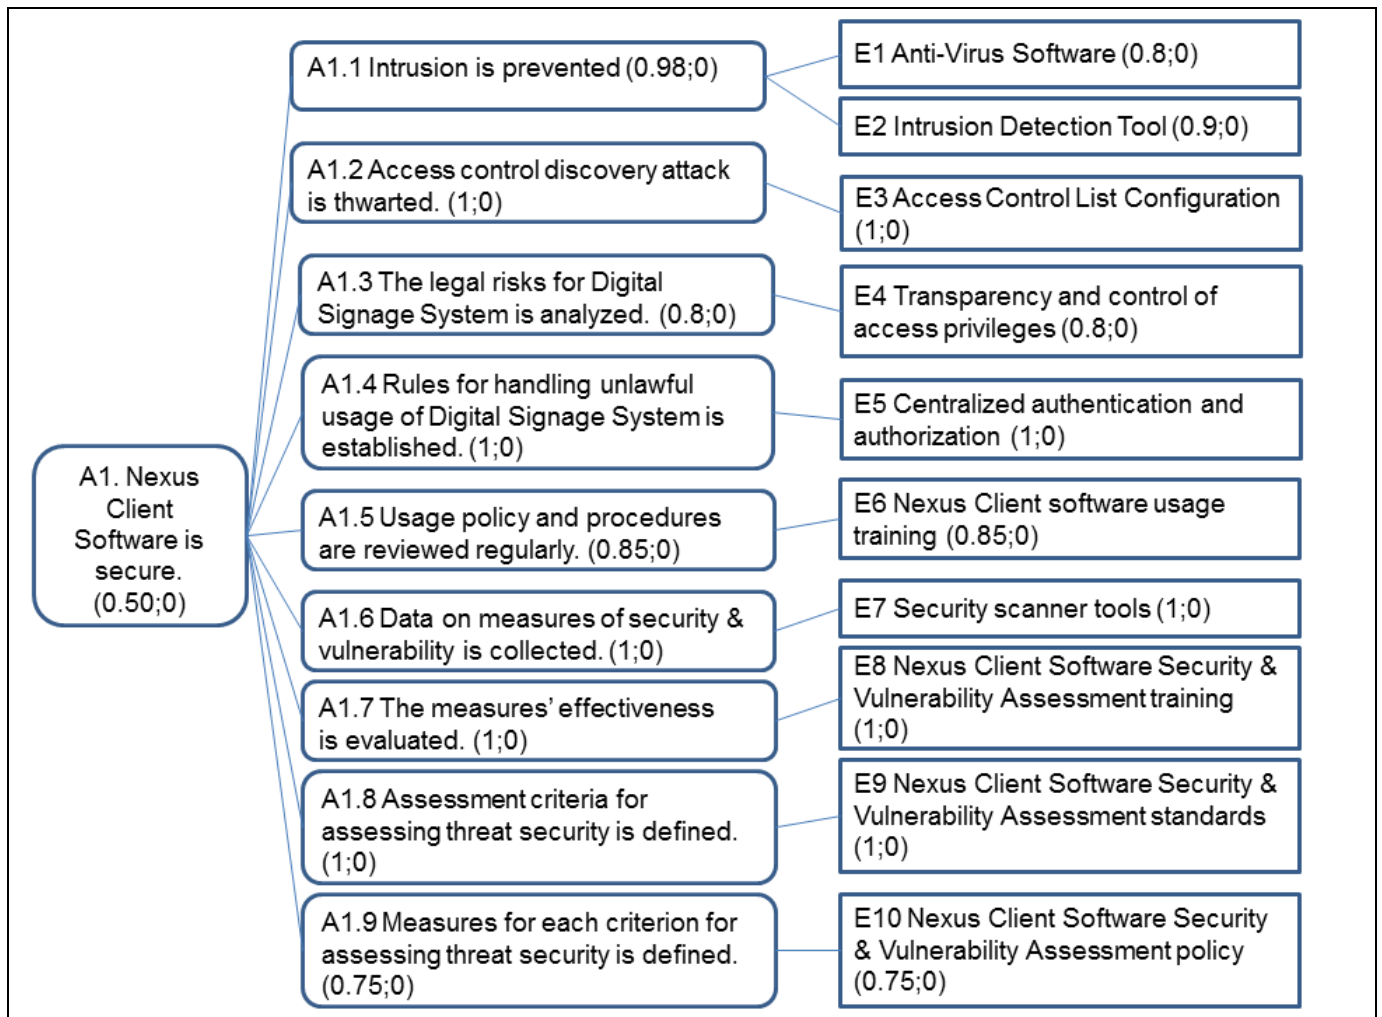 A1. Nexus
Client
Software is
secure.
(0.50;0)
A1.1 Intrusion is prevented (0.98;0)
A1.2 Access control discovery attack
is thwarted. (1;0)
A1.3 The legal risks for Digital
Signage System is analyzed. (0.8;0)
A1.4 Rules for handling unlawful
usage of Digital Signage System is
established. (1;0)
A1.5 Usage policy and procedures
are reviewed regularly. (0.85;0)
A1.6 Data on measures of security &
vulnerability is collected. (1;0)
A1.7 The measures’ effectiveness
is evaluated. (1;0)
A1.8 Assessment criteria for
assessing threat security is defined.
(1;0)
A1.9 Measures for each criterion for
assessing threat security is defined.
(0.75;0)
E1 Anti-Virus Software (0.8;0)
E2 Intrusion Detection Tool (0.9;0)
E3 Access Control List Configuration
(1;0)
E4 Transparency and control of
access privileges (0.8;0)
E5 Centralized authentication and
authorization (1;0)
E6 Nexus Client software usage
training (0.85;0)
E7 Security scanner tools (1;0)
E8 Nexus Client Software Security &
Vulnerability Assessment training
(1;0)
E9 Nexus Client Software Security &
Vulnerability Assessment standards
(1;0)
E10 Nexus Client Software Security
& Vulnerability Assessment policy
(0.75;0)